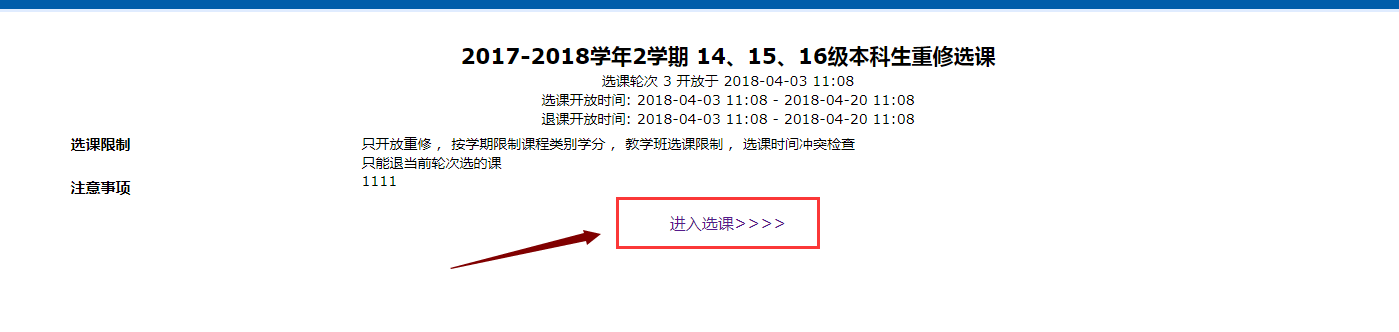 2017-2018学年2学期 14、15、16级本科生重修选课
选课轮次 3 开放于 2018-04-03 11:08
选课开放时间: 2018-04-03 11:08 - 2018-04-20 11:08
退课开放时间: 2018-04-03 11:08 - 2018-04-20 11:08
选课限制
只开放重修 ,  按学期限制课程类别学分 ,  教学班选课限制 ,  选课时间冲突检查
只能退当前轮次选的课
注意事项
1111
进入选课>>>>